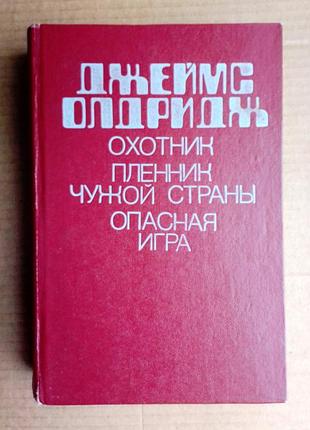 ДЖЕЙМС
ОЛДРИДЖ
ОХОТНИК
ПЛЕННИК
ЧУЖОЙ СТРАНЫ
ОПАСНАЯ
ИГРА